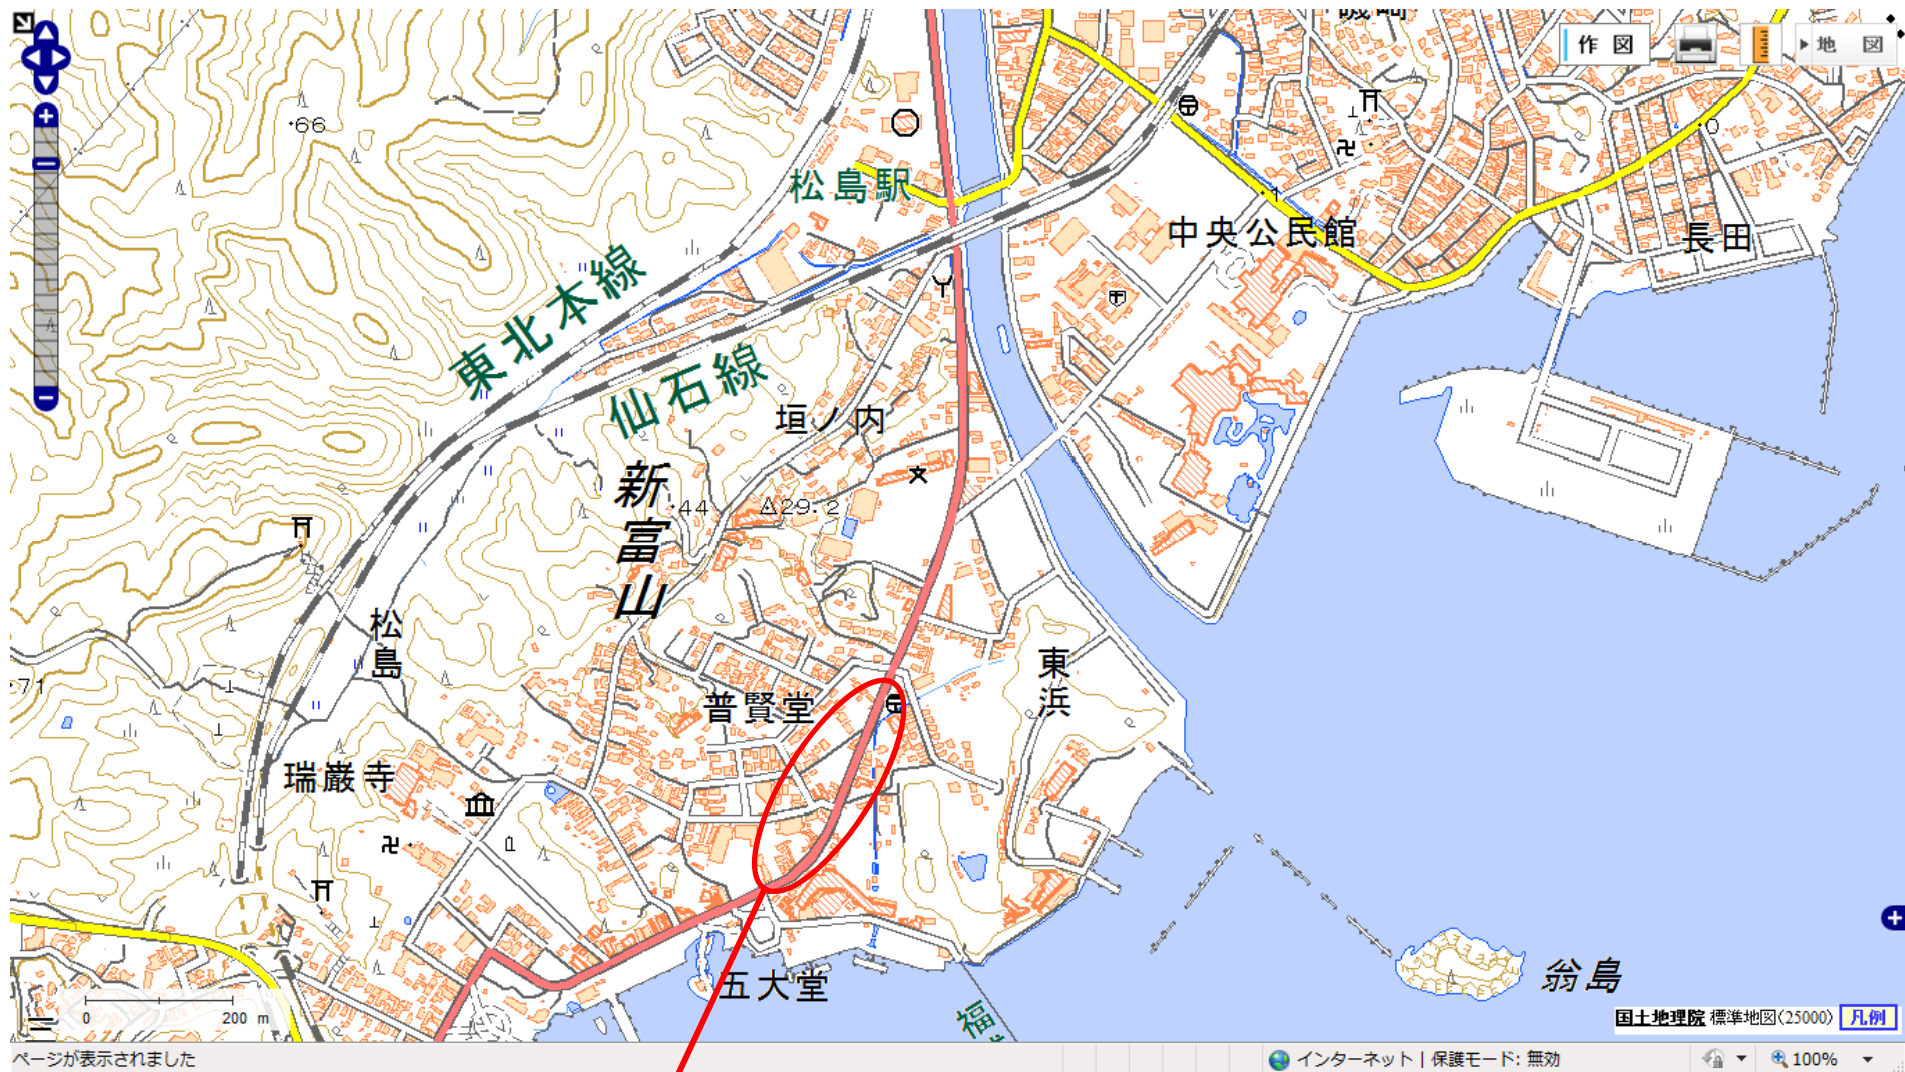 作 図
地 図
66
松島駅
中央公民館
長田
0
1
東北本線
仙石線
垣ノ内
新富山
44
29.2
松島
71
東浜
普賢堂
瑞巌寺
五大堂
翁島
0 200 m
国土地理院 標準地図(25000) 凡例
ページが表示されました
インターネット | 保護モード: 無効
100%